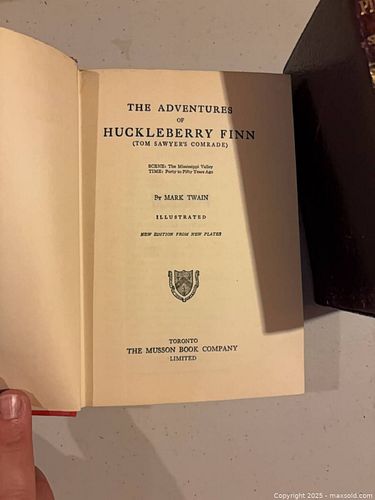 THE ADVENTURES
OF
HUCKLEBERRY FINN
(TOM SAWYER'S COMRADE)
SCENE: The Mississippi Valley
TIME: Forty to Fifty Years Ago
By MARK TWAIN
ILLUSTRATED
NEW EDITION FROM NEW PLATES
TORONTO
THE MUSSON BOOK COMPANY
LIMITED
Copyright © 2025 - maxsold.com